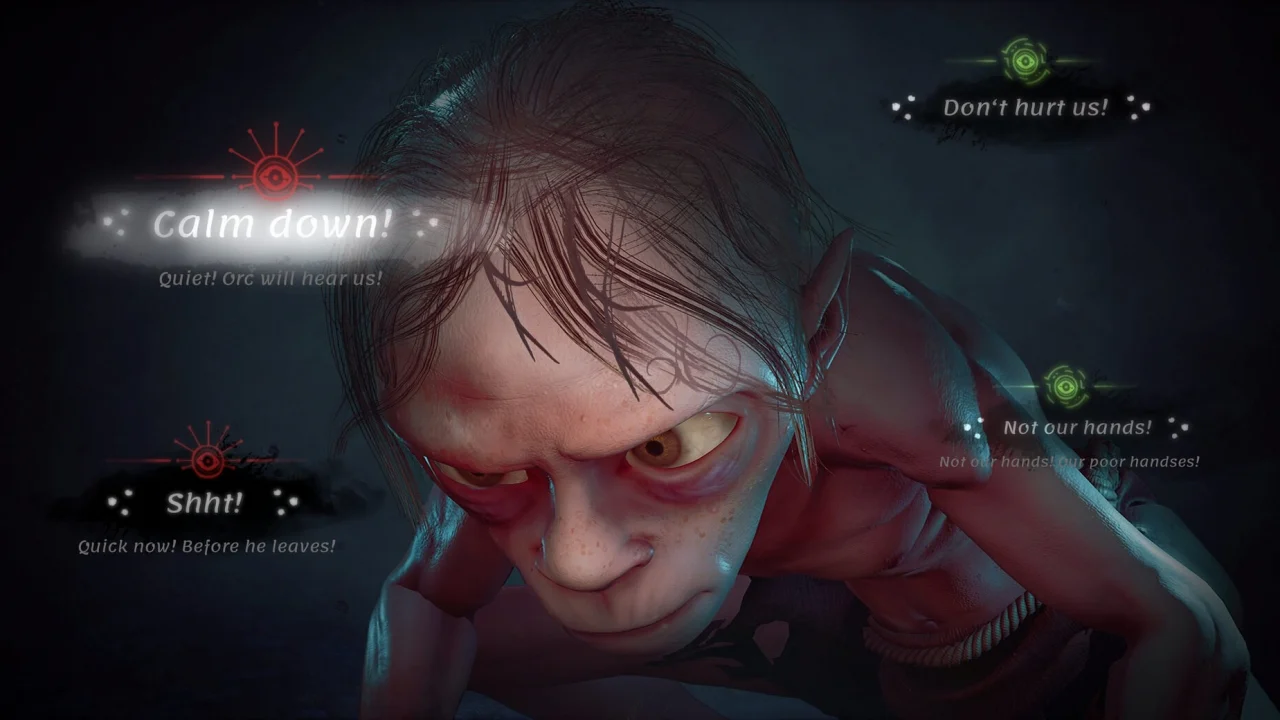 Calm down!
Quiet! Orc will hear us!
Shht!
Quick now! Before he leaves!
Don't hurt us!
Not our hands!
Not our hands! Our poor handses!